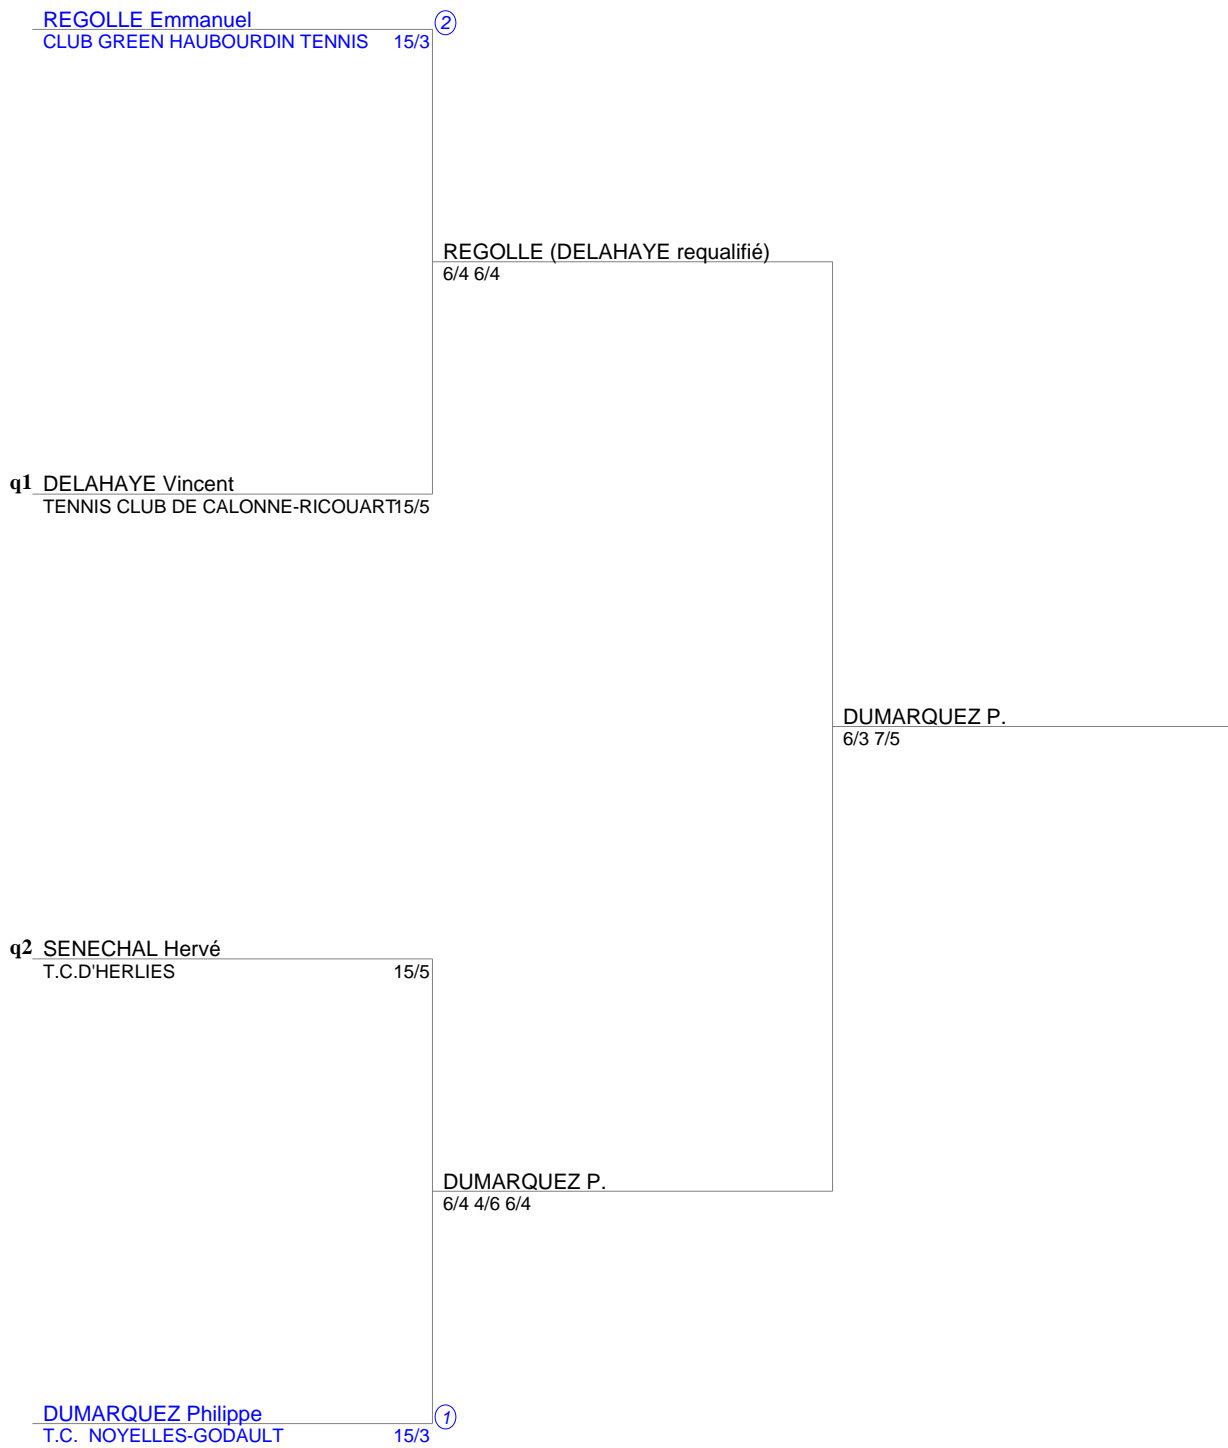 REGOLLE Emmanuel 2
CLUB GREEN HAUBOURDIN TENNIS 15/3
REGOLLE (DELAHAYE requalifié)
6/4 6/4
q1 DELAHAYE Vincent
TENNIS CLUB DE CALONNE-RICOUART 15/5
DUMARQUEZ P.
6/3 7/5
q2 SENECHAL Hervé
T.C.D'HERLIES 15/5
DUMARQUEZ P.
6/4 4/6 6/4
DUMARQUEZ Philippe 1
T.C. NOYELLES-GODAULT 15/3